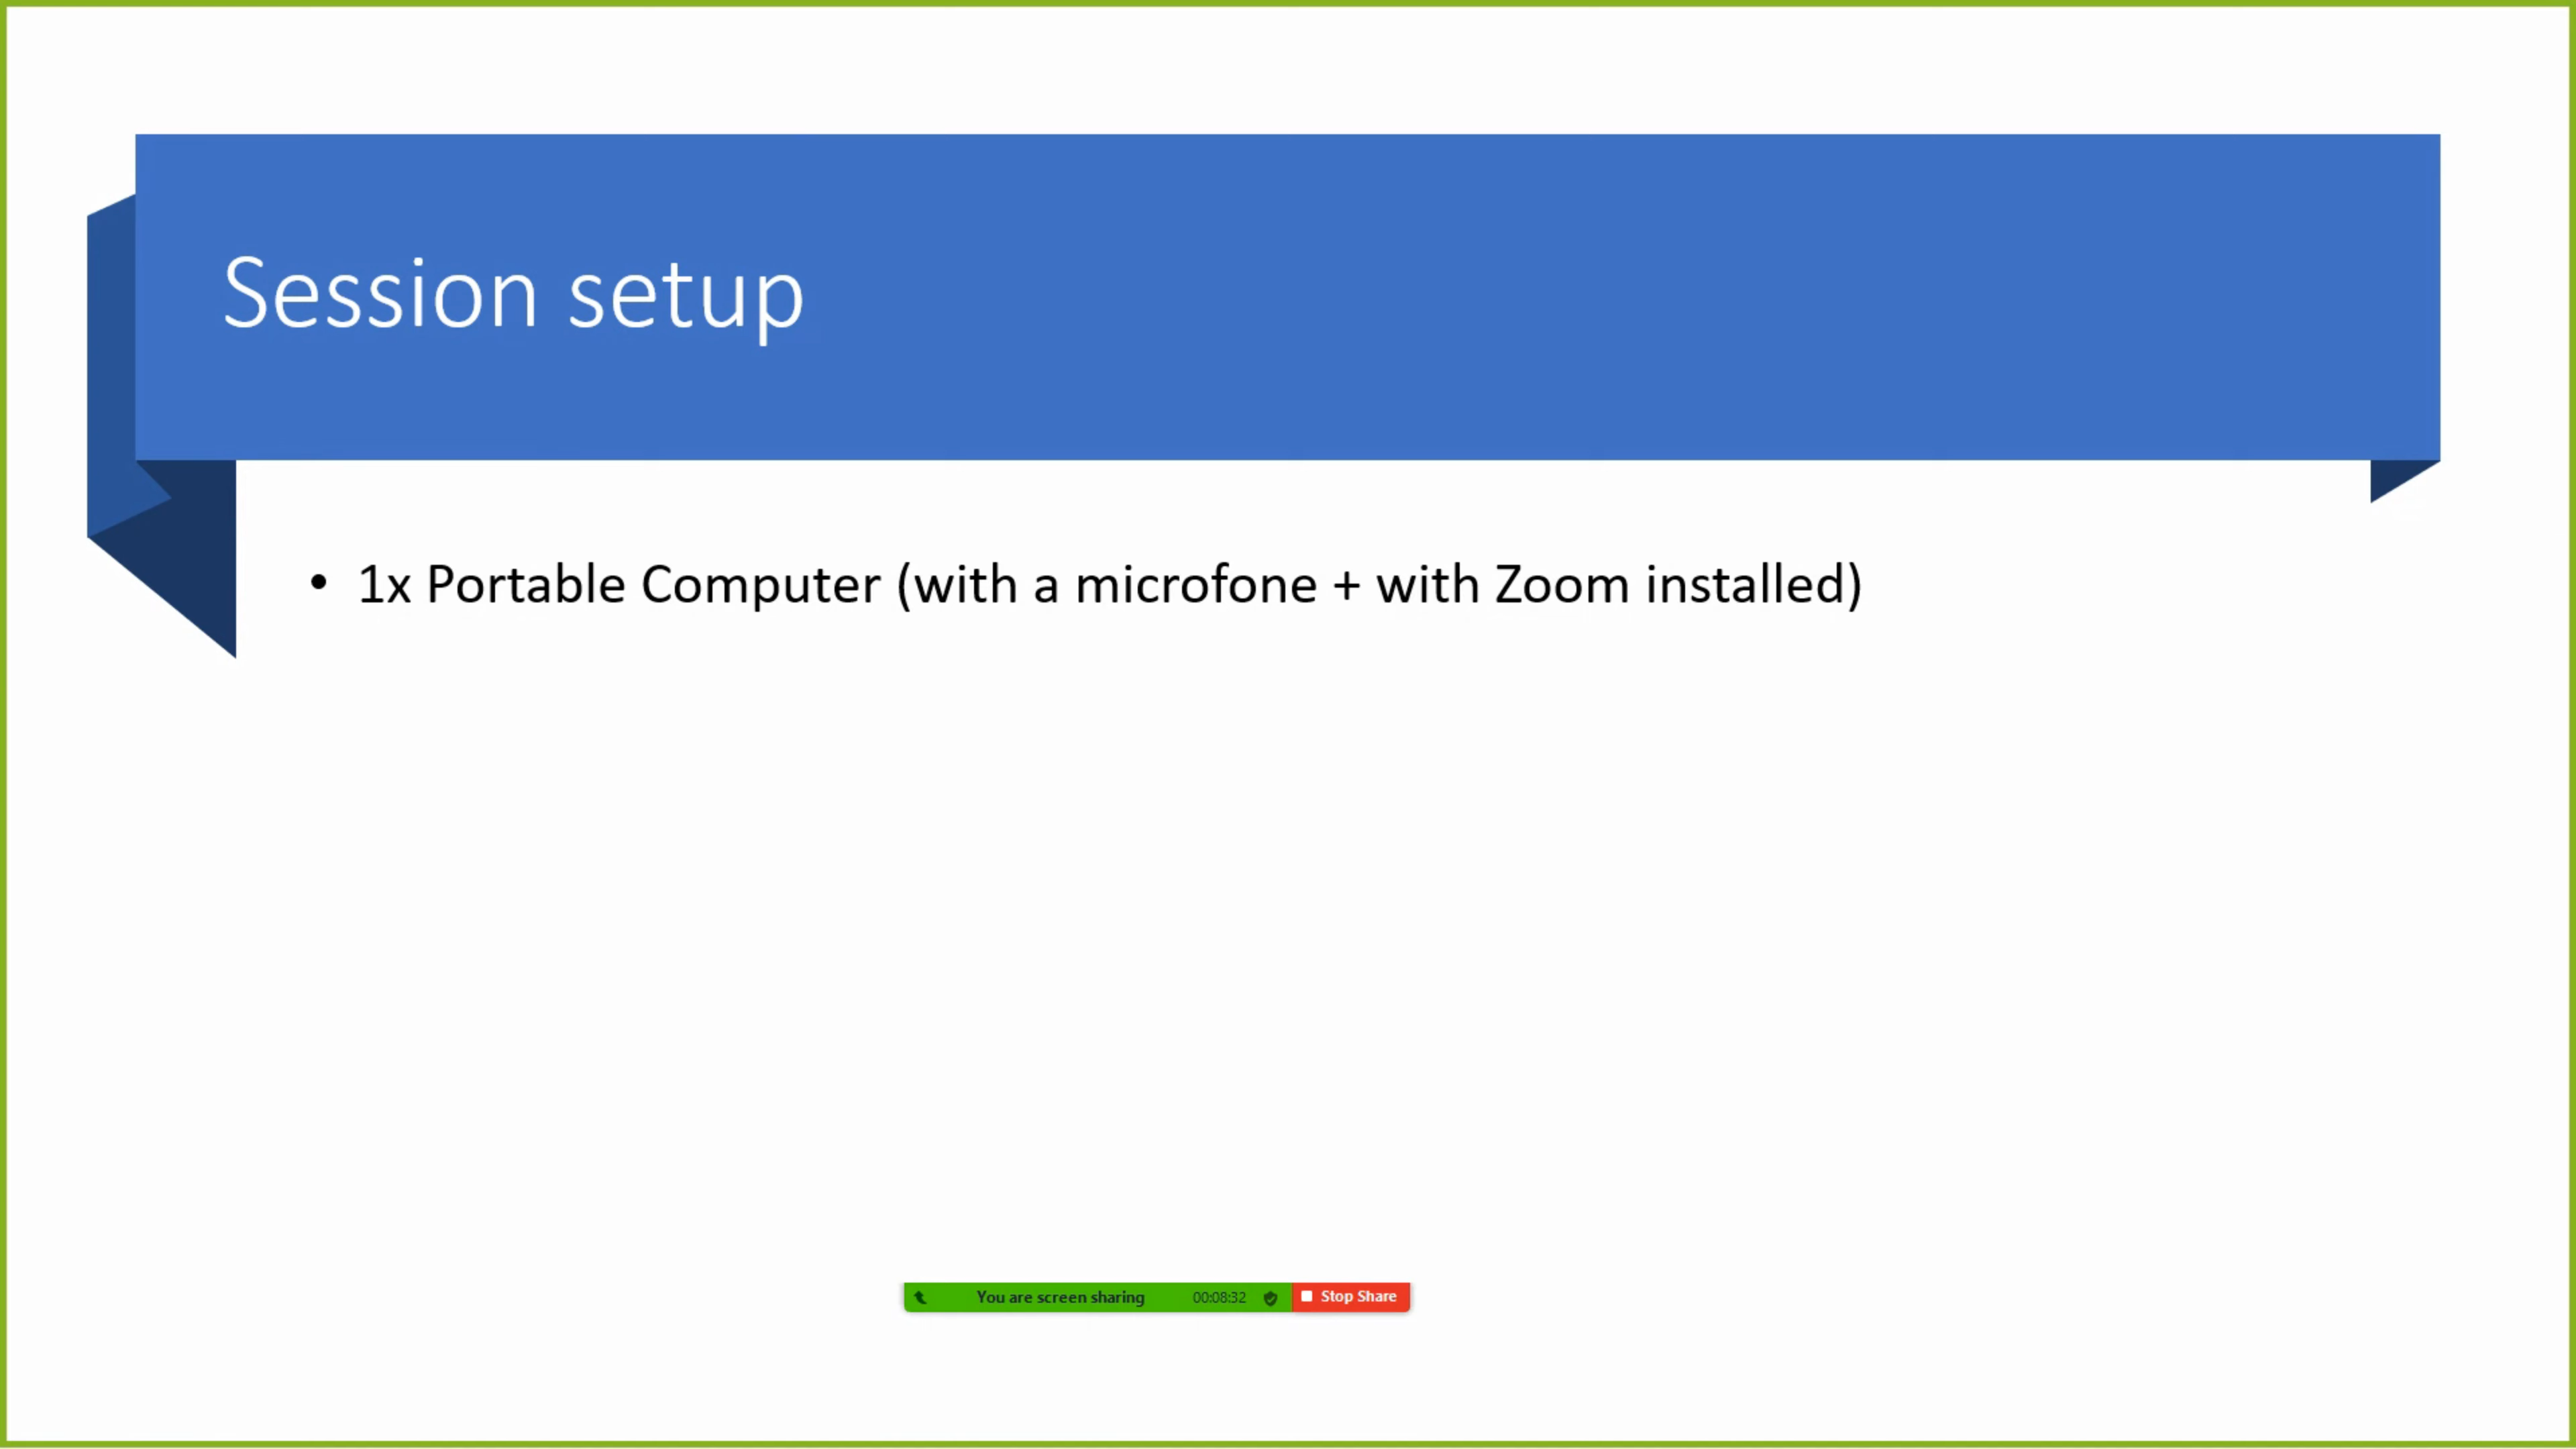 Session setup
• 1x Portable Computer (with a microfone + with Zoom installed)
You are screen sharing 00:08:32 Stop Share